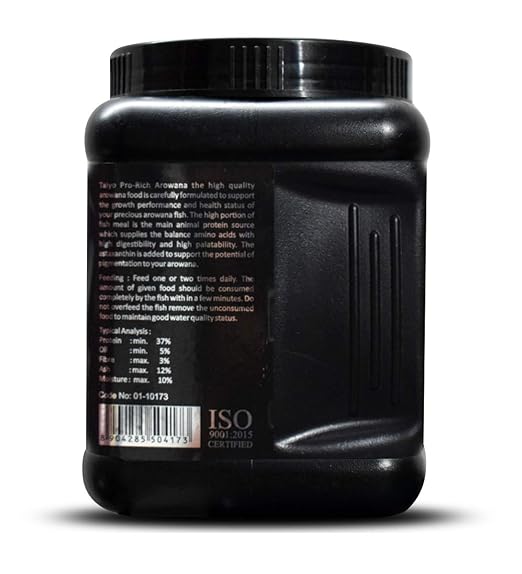 Taiyo Pro-Rich Arowana the high quality
arowana food is carefully formulated to support
the growth performance and health status of
your precious arowana fish. The high portion of
fish meal is the main animal protein source
which supplies the balance amino acids with
high digestibility and high palatability. The
astaxanthin is added to support the potential of
pigmentation to your arowana.
Feeding : Feed one or two times daily. The
amount of given food should be consumed
completely by the fish with in a few minutes. Do
not overfeed the fish remove the unconsumed
food to maintain good water quality status.
Typical Analysis :
Protein : min. 37%
Oil : min. 5%
Fibre : max. 3%
Ash : max. 12%
Moisture : max. 10%
Code No: 01-10173
8 904285 504173
ISO
9001:2015
CERTIFIED